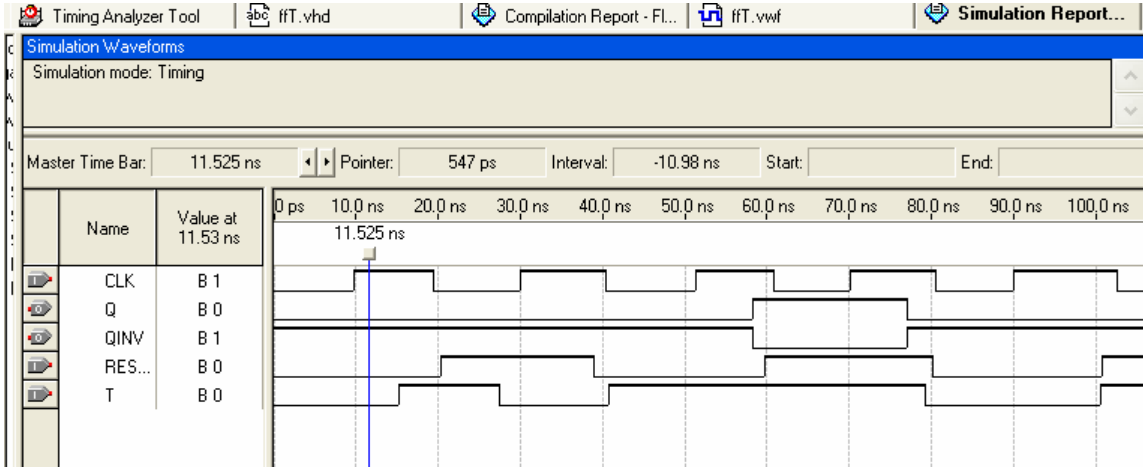 Timing Analyzer Tool abc ffT.vhd Compilation Report - Fl... ffT.vwf Simulation Report...
Simulation Waveforms
Simulation mode: Timing
Master Time Bar: 11.525 ns Pointer: 547 ps Interval: -10.98 ns Start: End:
Name
Value at
11.53 ns
0 ps 10.0 ns 20.0 ns 30.0 ns 40.0 ns 50.0 ns 60.0 ns 70.0 ns 80.0 ns 90.0 ns 100.0 ns
11.525 ns
CLK B 1
Q B 0
QINV B 1
RES... B 0
T B 0